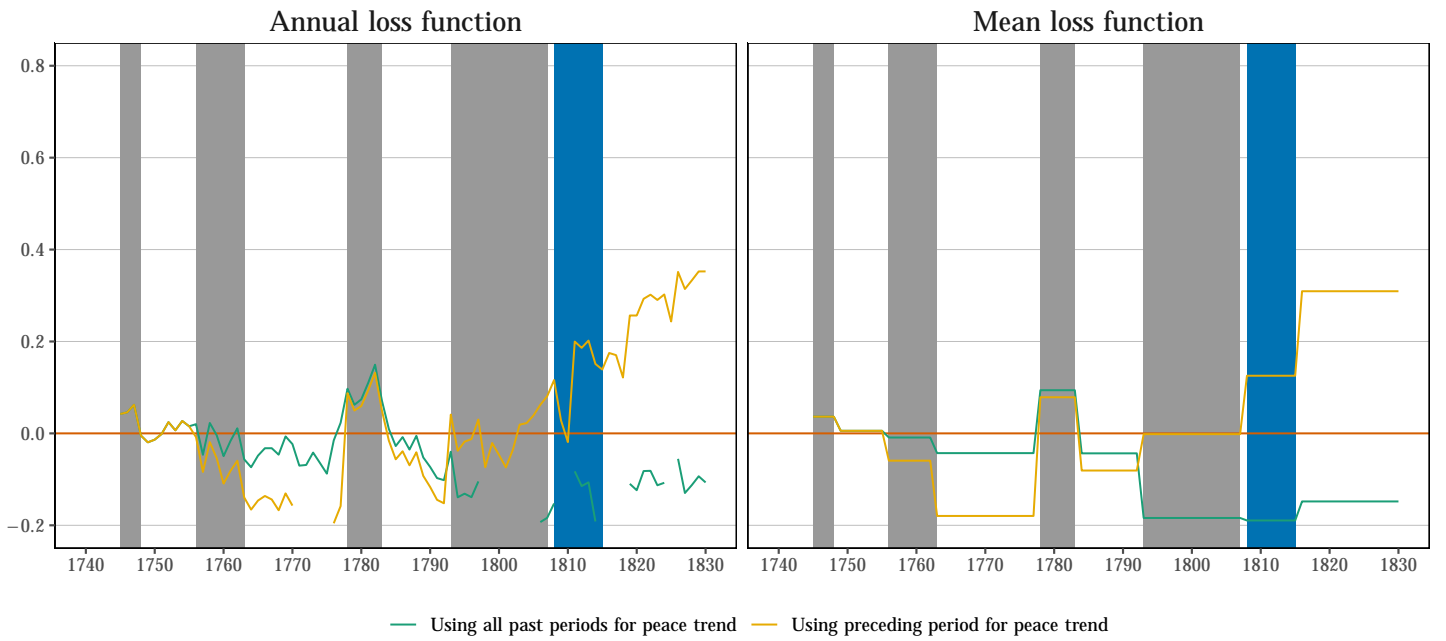 Annual loss function
Mean loss function
0.8
0.6
0.4
0.2
0.0
−0.2
1740 1750 1760 1770 1780 1790 1800 1810 1820 1830
1740 1750 1760 1770 1780 1790 1800 1810 1820 1830
Using all past periods for peace trend Using preceding period for peace trend